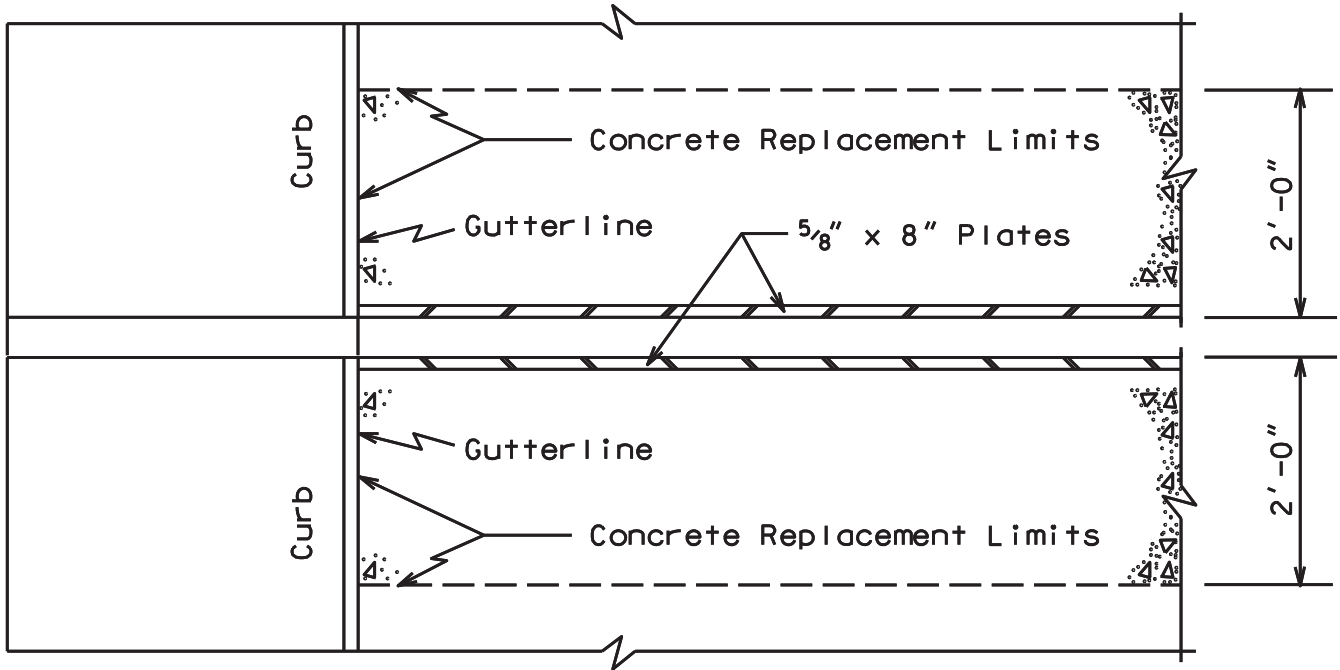 Curb
Concrete Replacement Limits
Gutterline
5/8" x 8" Plates
2'-0"
Curb
Gutterline
Concrete Replacement Limits
2'-0"